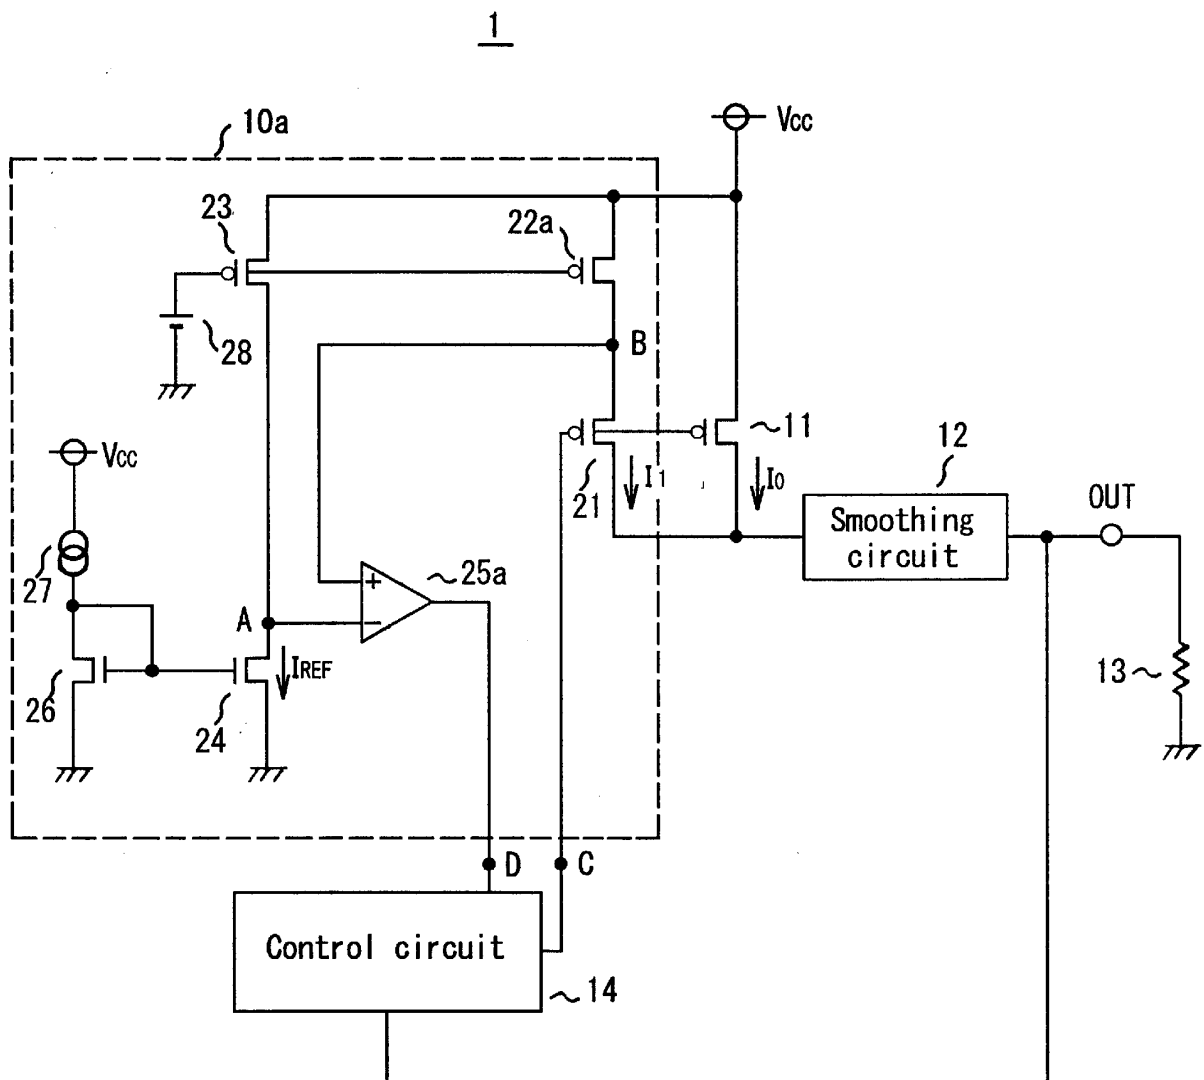 1
10a
Vcc
23
22a
28
B
11
Vcc
12
I1
I0
21
OUT
Smoothing
circuit
27
25a
A
IREF
13
26
24
D
C
Control circuit
14